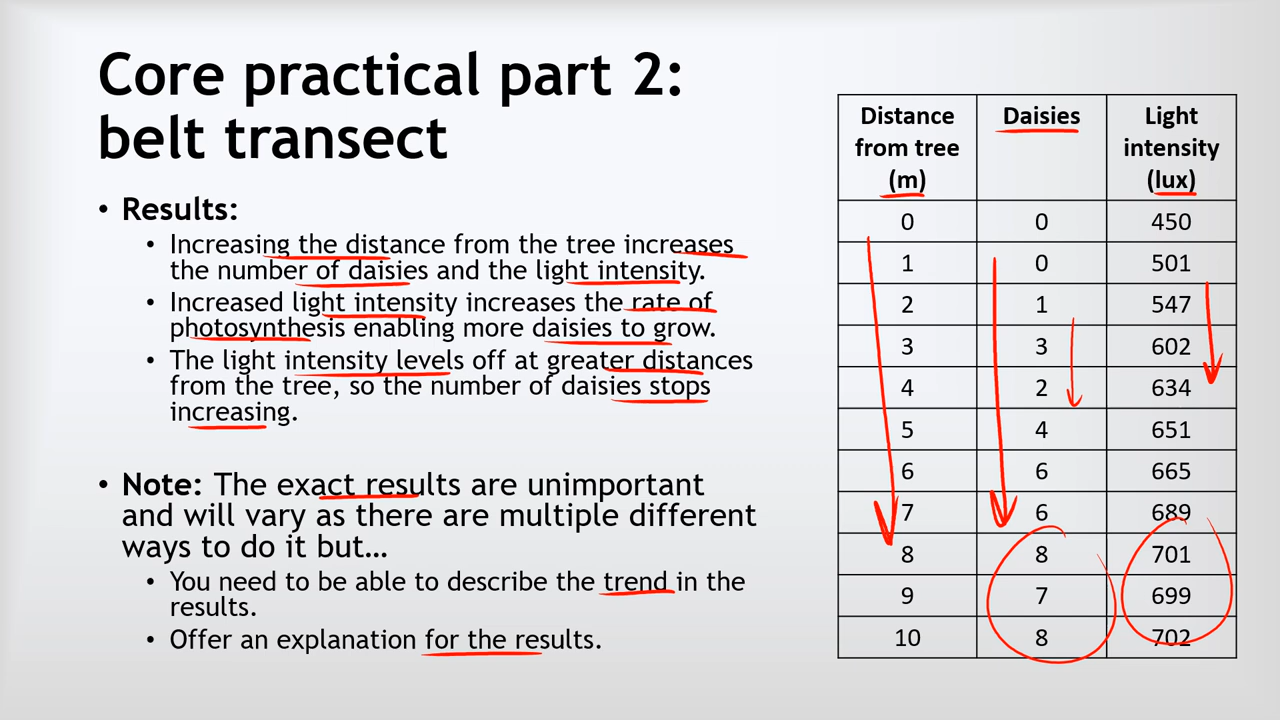 Core practical part 2:
belt transect
• Results:
• Increasing the distance from the tree increases
the number of daisies and the light intensity.
• Increased light intensity increases the rate of
photosynthesis enabling more daisies to grow.
• The light intensity levels off at greater distances
from the tree, so the number of daisies stops
increasing.
• Note: The exact results are unimportant
and will vary as there are multiple different
ways to do it but...
• You need to be able to describe the trend in the
results.
• Offer an explanation for the results.
Distance Daisies Light
from tree intensity
(m) (lux)
0 0 450
1 0 501
2 1 547
3 3 602
4 2 634
5 4 651
6 6 665
7 6 689
8 8 701
9 7 699
10 8 702